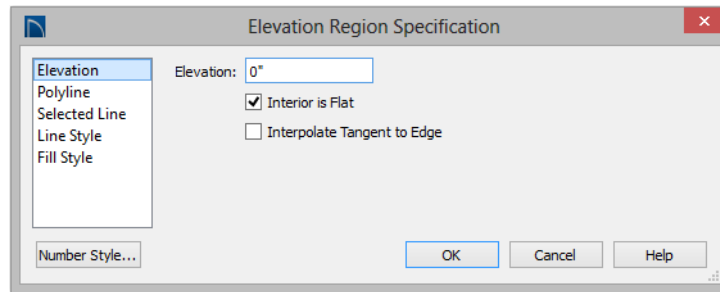 Elevation Region Specification
Elevation
Polyline
Selected Line
Line Style
Fill Style
Elevation: 0"
Interior is Flat
Interpolate Tangent to Edge
Number Style...
OK
Cancel
Help